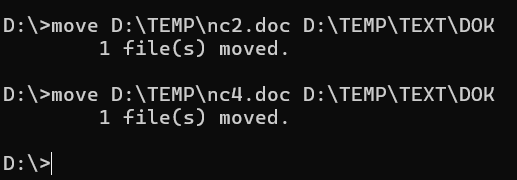 D:\>move D:\TEMP\nc2.doc D:\TEMP\TEXT\DOK
        1 file(s) moved.
D:\>move D:\TEMP\nc4.doc D:\TEMP\TEXT\DOK
        1 file(s) moved.
D:\>